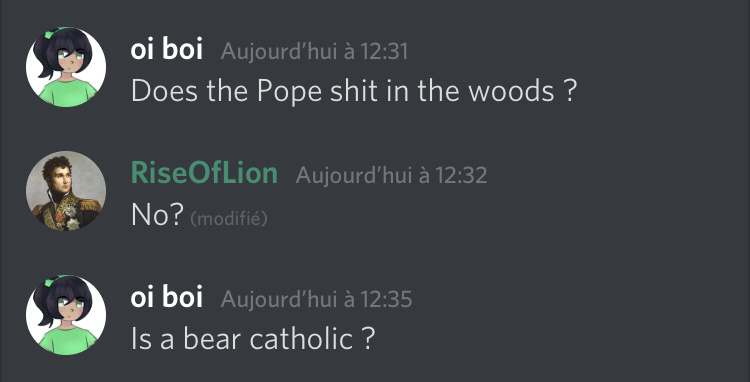 oi boi Aujourd’hui à 12:31
Does the Pope shit in the woods ?
RiseOfLion Aujourd’hui à 12:32
No? (modifié)
oi boi Aujourd’hui à 12:35
Is a bear catholic ?